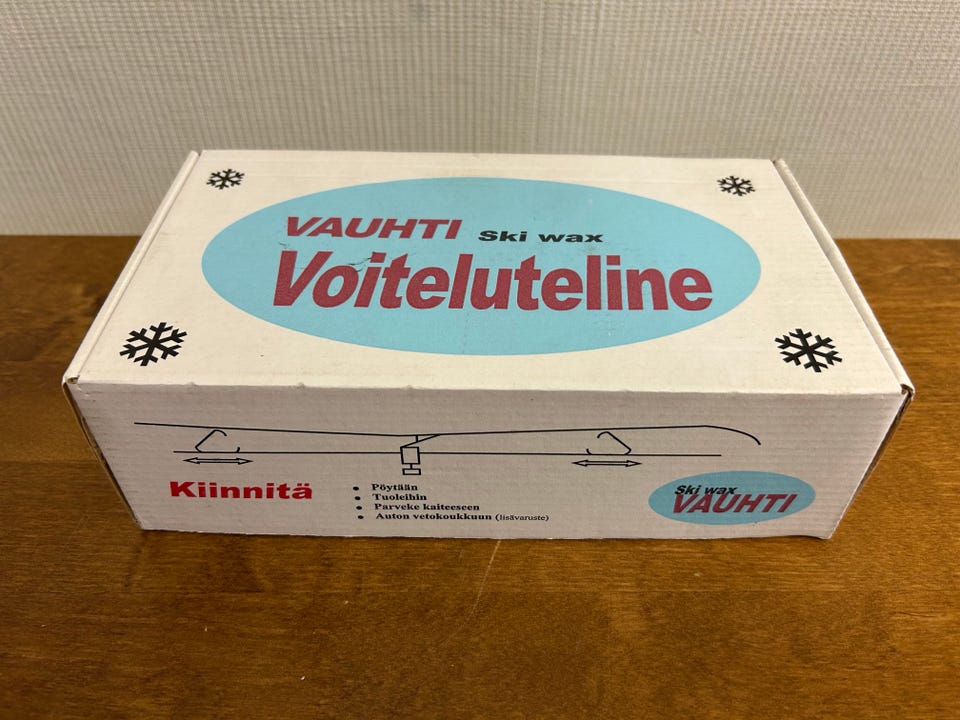 VAUHTI Ski wax
Voiteluteline
Kiinnitä
• Pöytään
• Tuoleihin
• Parveke kaiteeseen
• Auton vetokoukkuun (lisävaruste)
Ski wax
VAUHTI